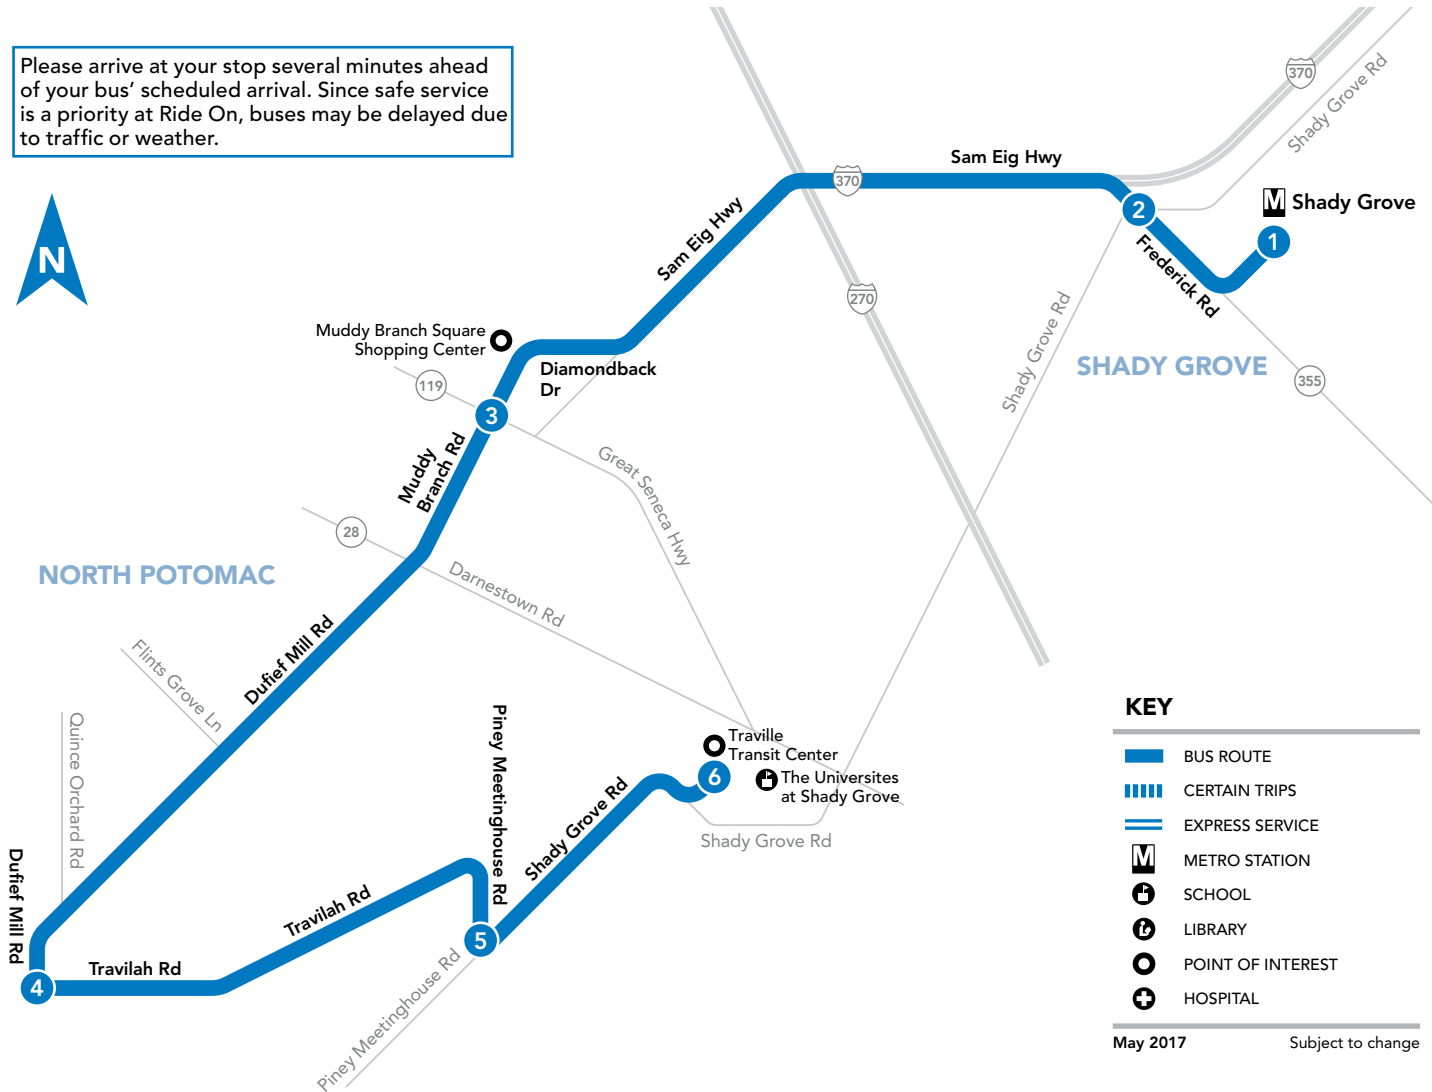 Please arrive at your stop several minutes ahead
of your bus’ scheduled arrival. Since safe service
is a priority at Ride On, buses may be delayed due
to traffic or weather.
N
370
Shady Grove Rd
Sam Eig Hwy
370
2
M Shady Grove
1
Sam Eig Hwy
Frederick Rd
270
Shady Grove Rd
SHADY GROVE
355
Muddy Branch Square
Shopping Center
Diamondback
Dr
119
3
Muddy
Branch Rd
Great Seneca Hwy
28
Darnestown Rd
NORTH POTOMAC
Dufief Mill Rd
Flints Grove Ln
Quince Orchard Rd
Piney Meetinghouse Rd
Traville
Transit Center
6
The Universites
at Shady Grove
Shady Grove Rd
Shady Grove Rd
Dufief Mill Rd
Travilah Rd
5
Travilah Rd
4
Piney Meetinghouse Rd
KEY
BUS ROUTE
CERTAIN TRIPS
EXPRESS SERVICE
M METRO STATION
SCHOOL
LIBRARY
POINT OF INTEREST
HOSPITAL
May 2017 Subject to change